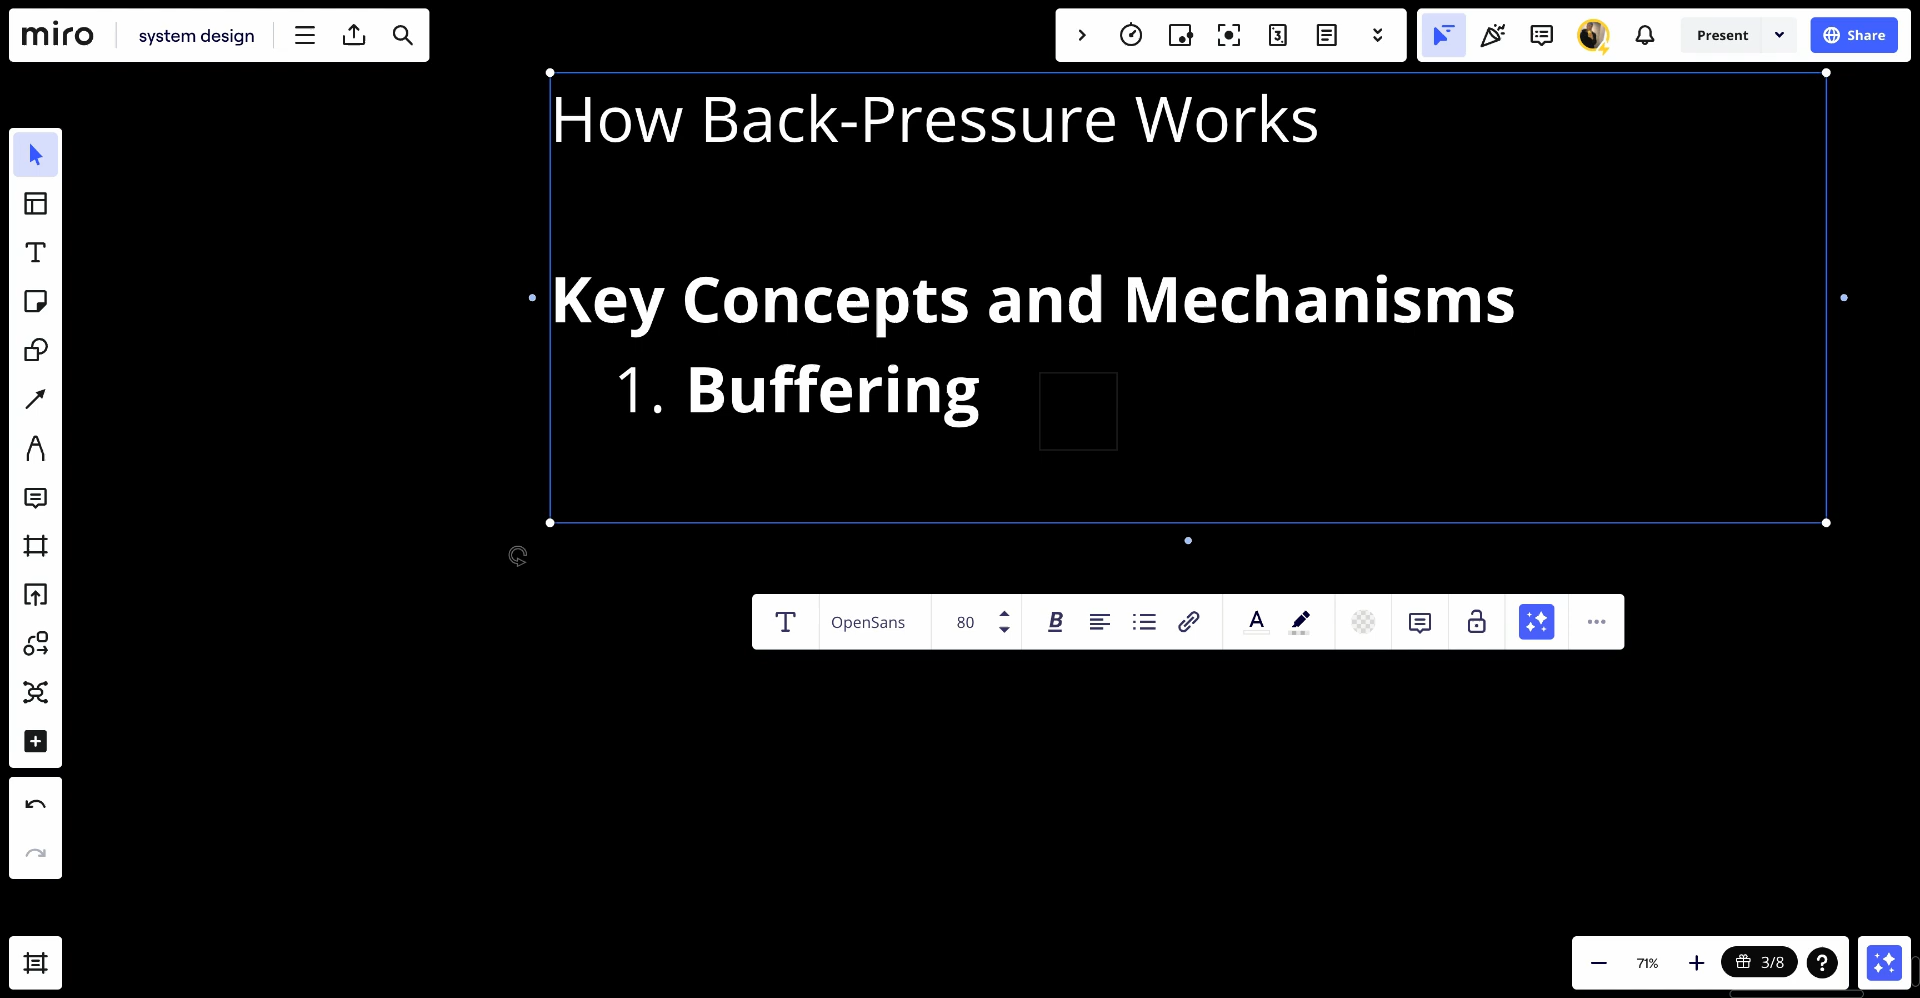 miro
system design
Present
Share
How Back-Pressure Works
Key Concepts and Mechanisms
1. Buffering
OpenSans
80
B
A
71%
3/8
?